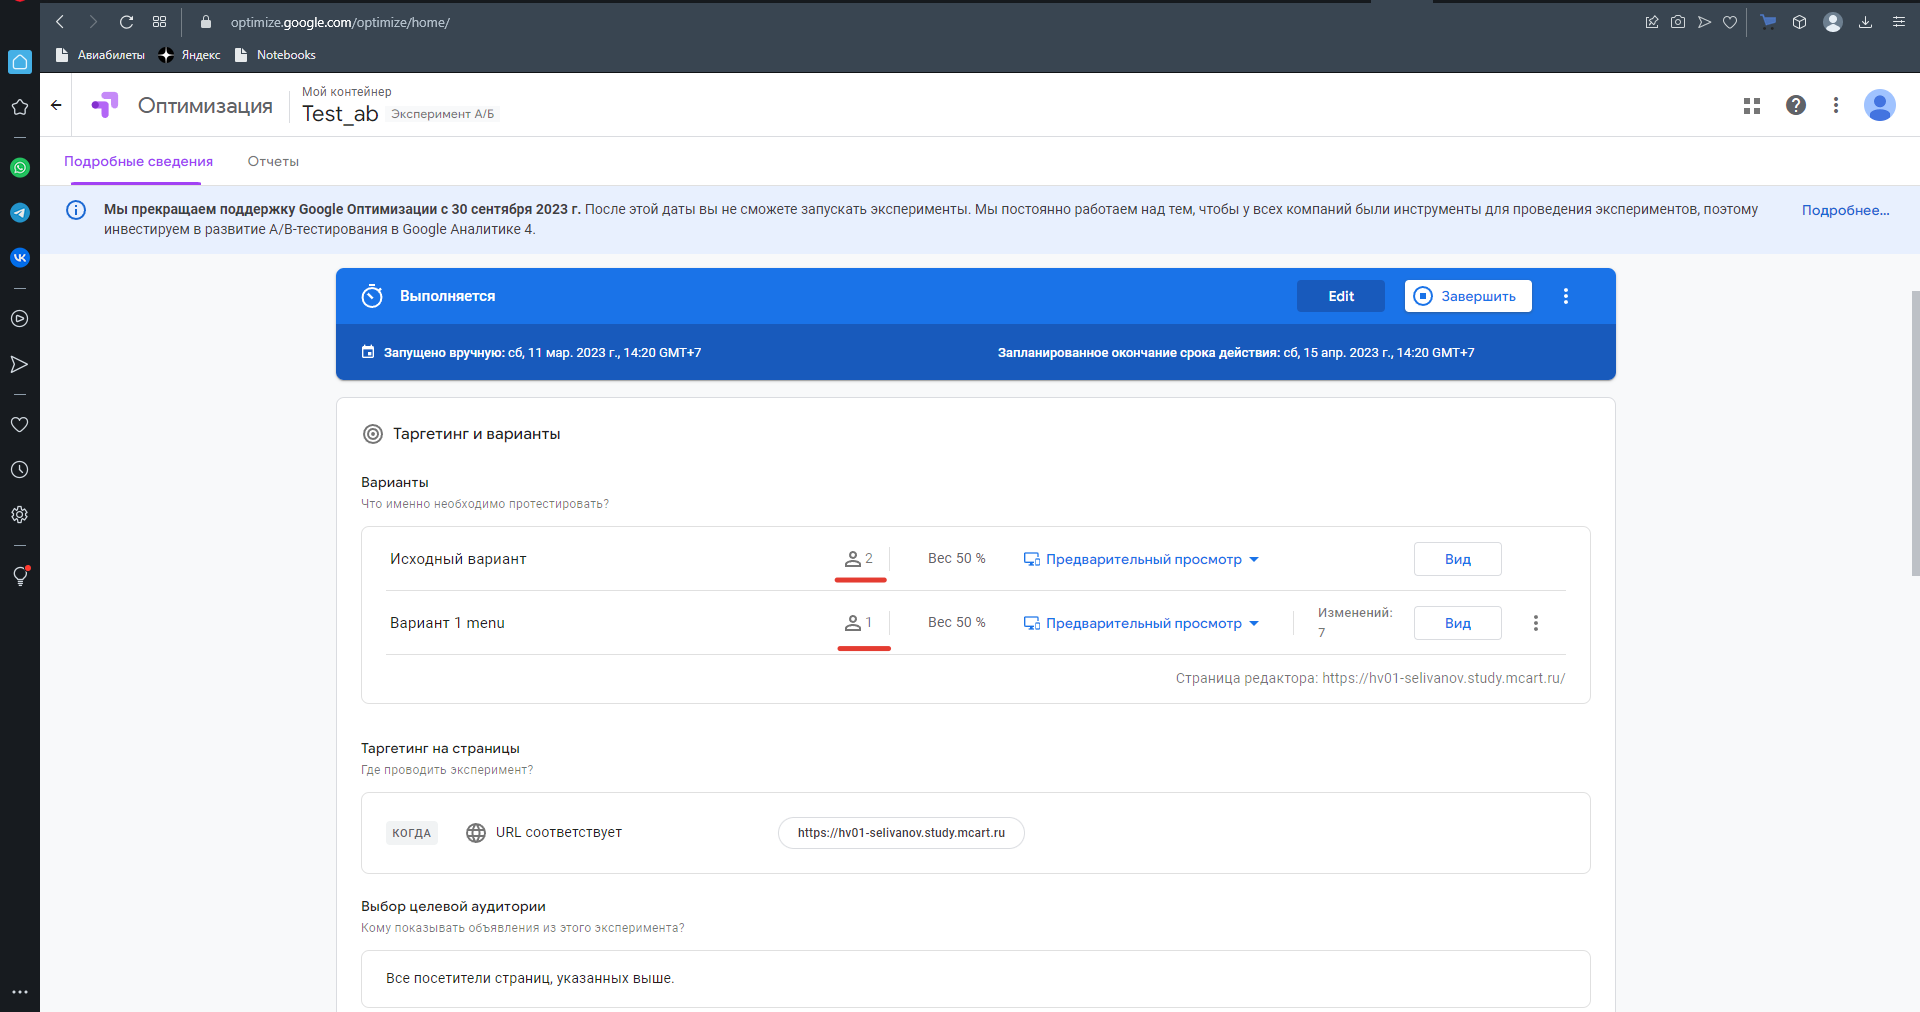 optimize.google.com/optimize/home/
Авиабилеты Яндекс Notebooks
Оптимизация
Мой контейнер
Test_ab Эксперимент А/Б
Подробные сведения Отчеты
Мы прекращаем поддержку Google Оптимизации с 30 сентября 2023 г. После этой даты вы не сможете запускать эксперименты. Мы постоянно работаем над тем, чтобы у всех компаний были инструменты для проведения экспериментов, поэтому
инвестируем в развитие A/B-тестирования в Google Аналитике 4.
Подробнее...
Выполняется Edit Завершить
Запущено вручную: сб, 11 мар. 2023 г., 14:20 GMT+7 Запланированное окончание срока действия: сб, 15 апр. 2023 г., 14:20 GMT+7
Таргетинг и варианты
Варианты
Что именно необходимо протестировать?
Исходный вариант 2 Вес 50 % Предварительный просмотр Вид
Вариант 1 menu 1 Вес 50 % Предварительный просмотр Изменений: 7 Вид
Страница редактора: https://hv01-selivanov.study.mcart.ru/
Таргетинг на страницы
Где проводить эксперимент?
КОГДА URL соответствует https://hv01-selivanov.study.mcart.ru
Выбор целевой аудитории
Кому показывать объявления из этого эксперимента?
Все посетители страниц, указанных выше.